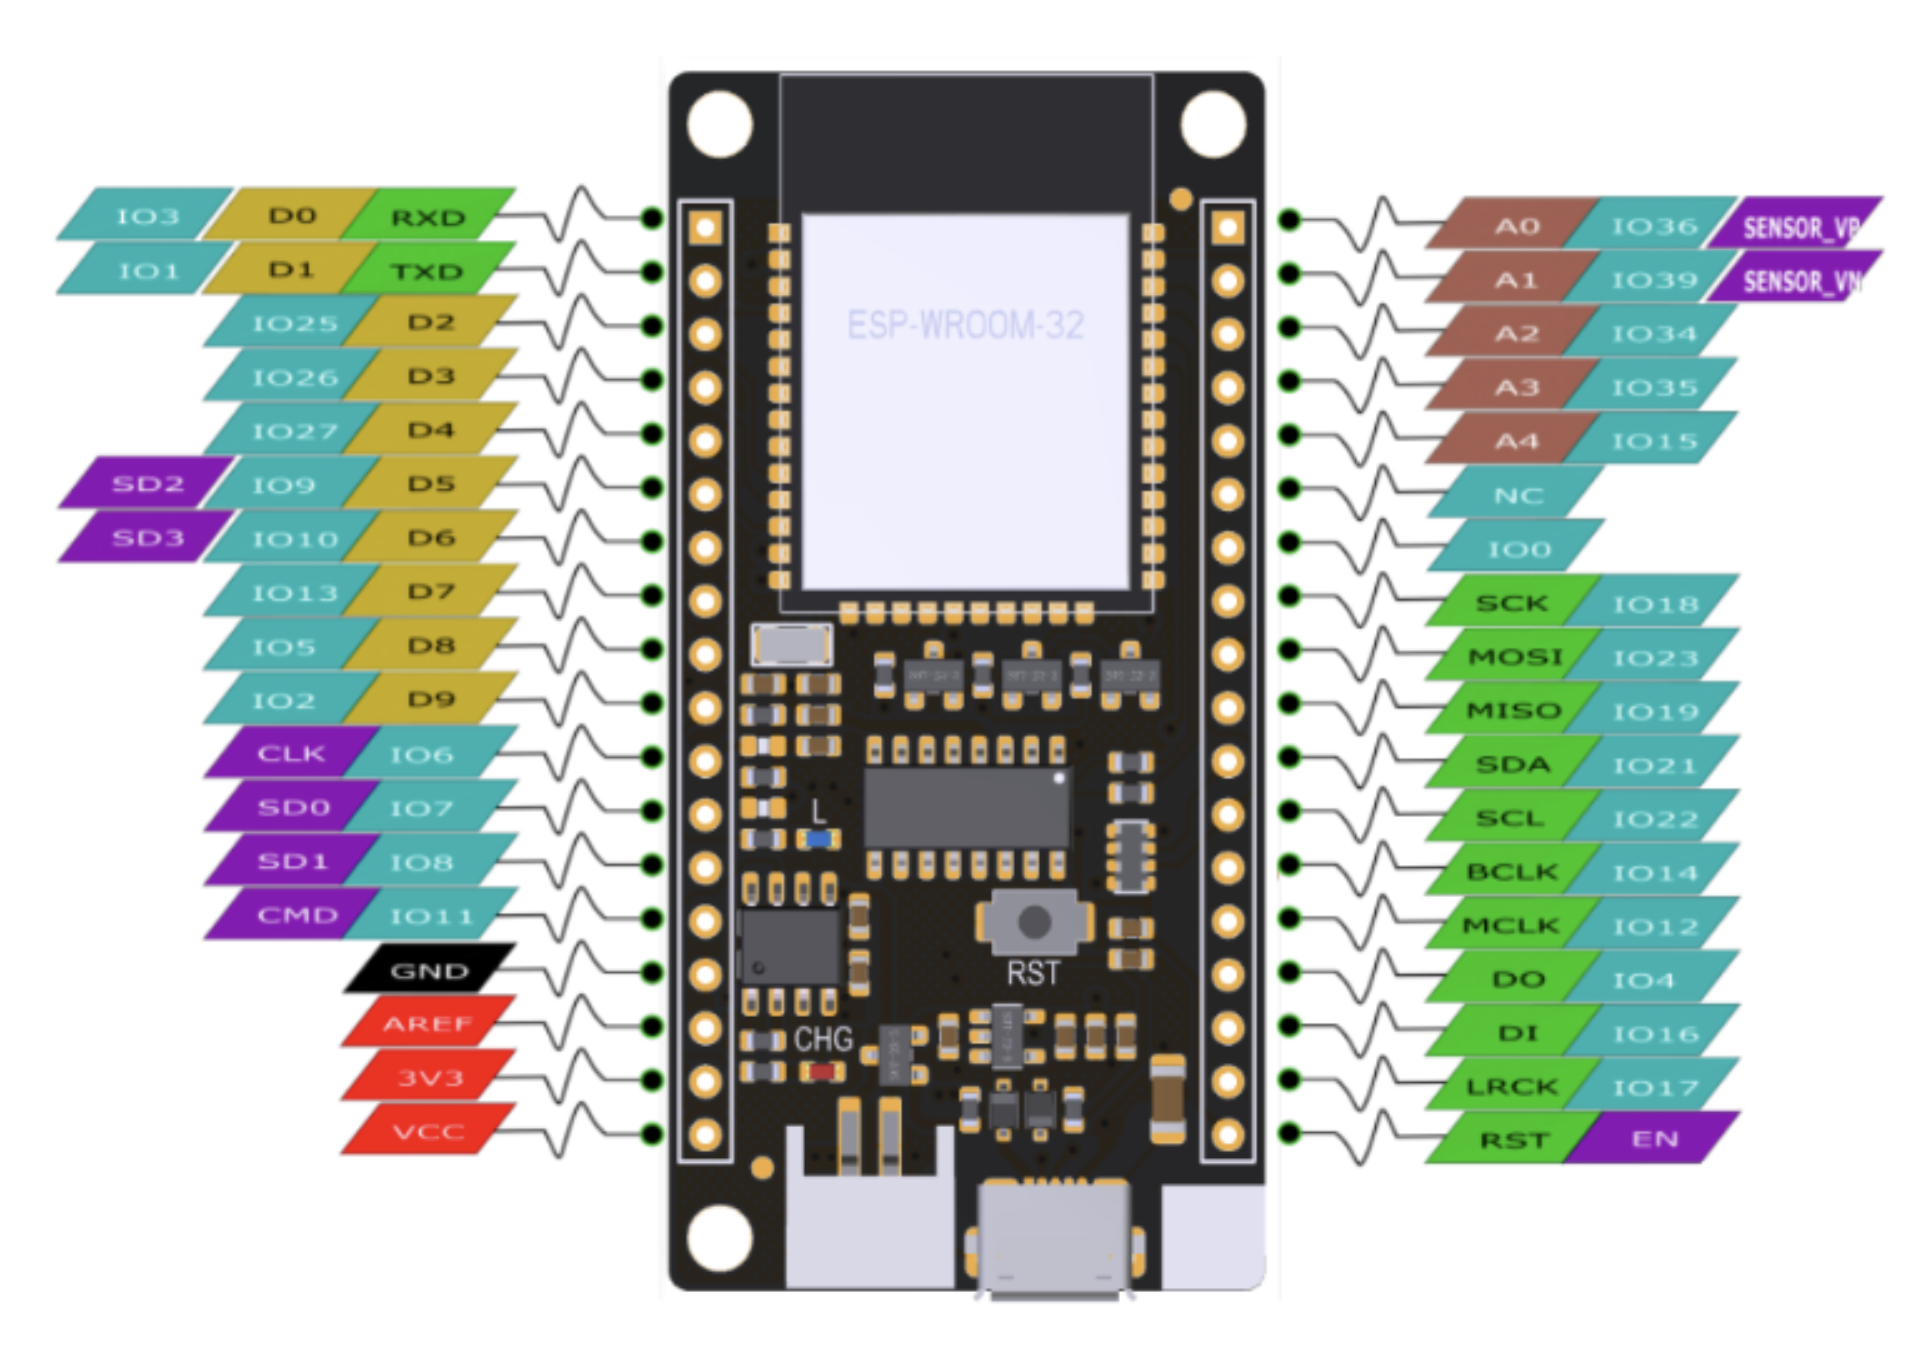 IO3 D0 RXD
IO1 D1 TXD
IO25 D2
IO26 D3
IO27 D4
SD2 IO9 D5
SD3 IO10 D6
IO13 D7
IO5 D8
IO2 D9
CLK IO6
SD0 IO7
SD1 IO8
CMD IO11
GND
AREF
3V3
VCC
ESP-WROOM-32
L
RST
CHG
A0 IO36 SENSOR_VP
A1 IO39 SENSOR_VN
A2 IO34
A3 IO35
A4 IO15
NC
IO0
SCK IO18
MOSI IO23
MISO IO19
SDA IO21
SCL IO22
BCLK IO14
MCLK IO12
DO IO4
DI IO16
LRCK IO17
RST EN